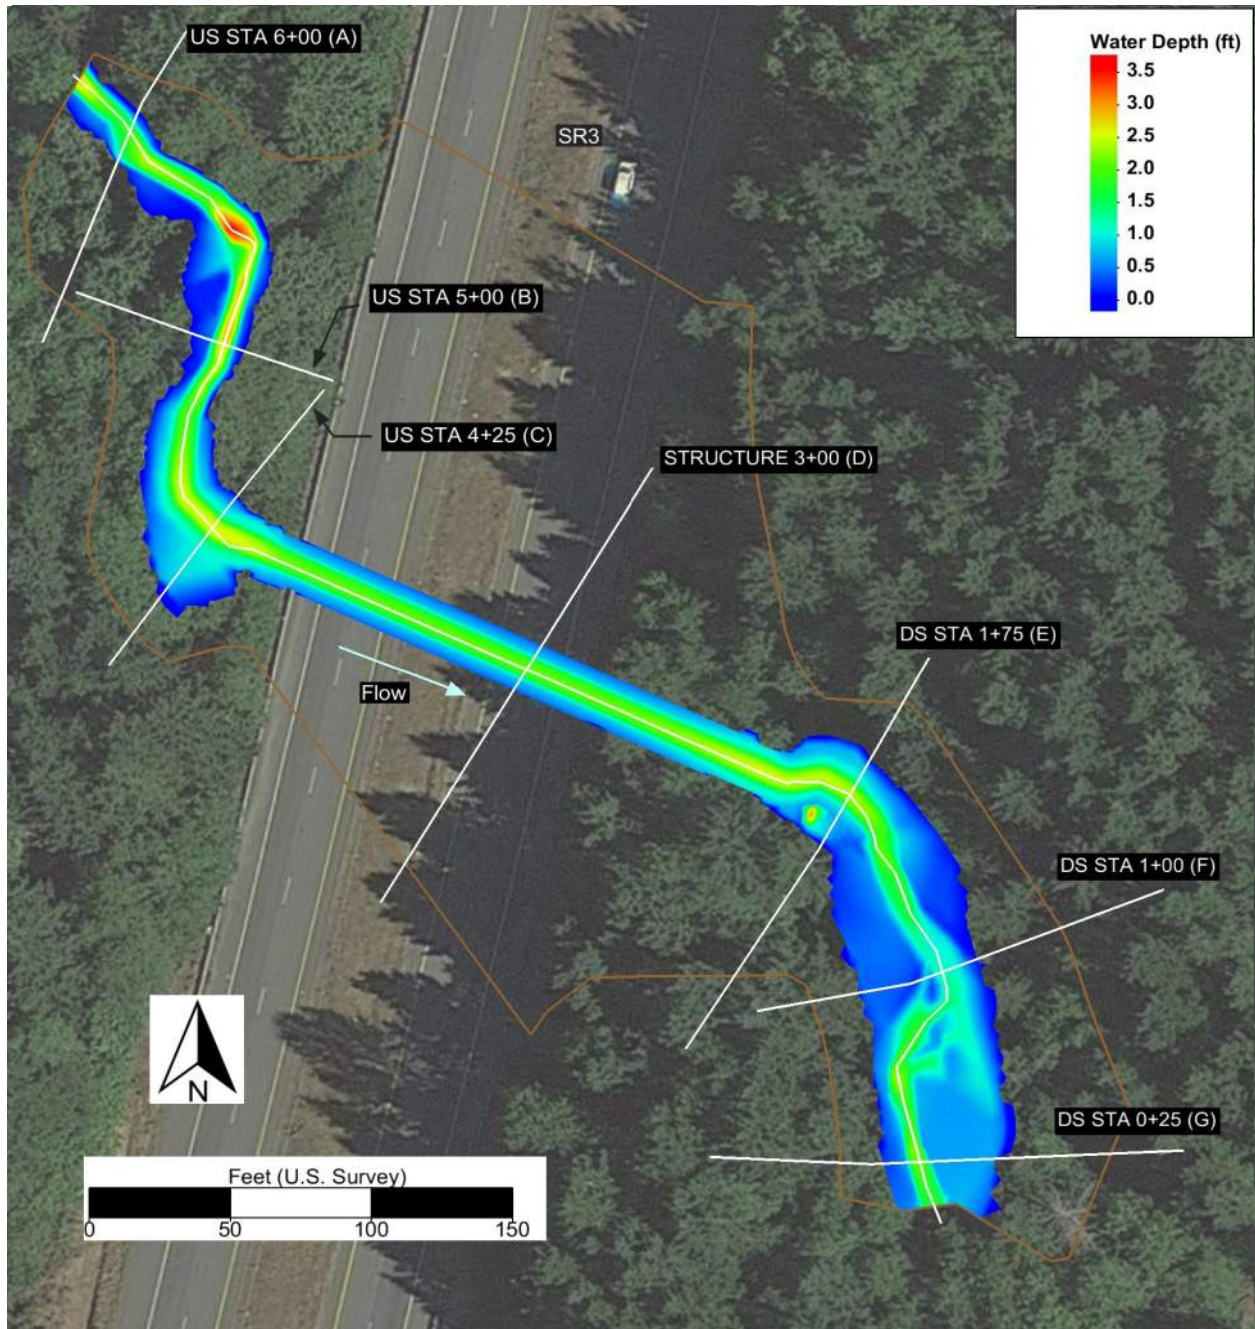 US STA 6+00 (A)
Water Depth (ft)
3.5
3.0
2.5
2.0
1.5
1.0
0.5
0.0
SR3
US STA 5+00 (B)
US STA 4+25 (C)
STRUCTURE 3+00 (D)
DS STA 1+75 (E)
Flow
DS STA 1+00 (F)
N
DS STA 0+25 (G)
Feet (U.S. Survey)
0 50 100 150